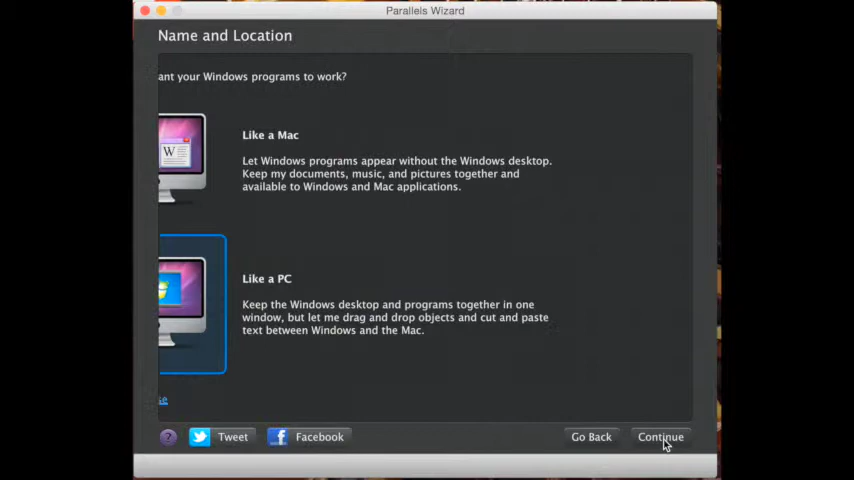 Parallels Wizard
Name and Location
ant your Windows programs to work?
Like a Mac
Let Windows programs appear without the Windows desktop.
Keep my documents, music, and pictures together and
available to Windows and Mac applications.
W
Like a PC
Keep the Windows desktop and programs together in one
window, but let me drag and drop objects and cut and paste
text between Windows and the Mac.
se
? Tweet f Facebook Go Back Continue